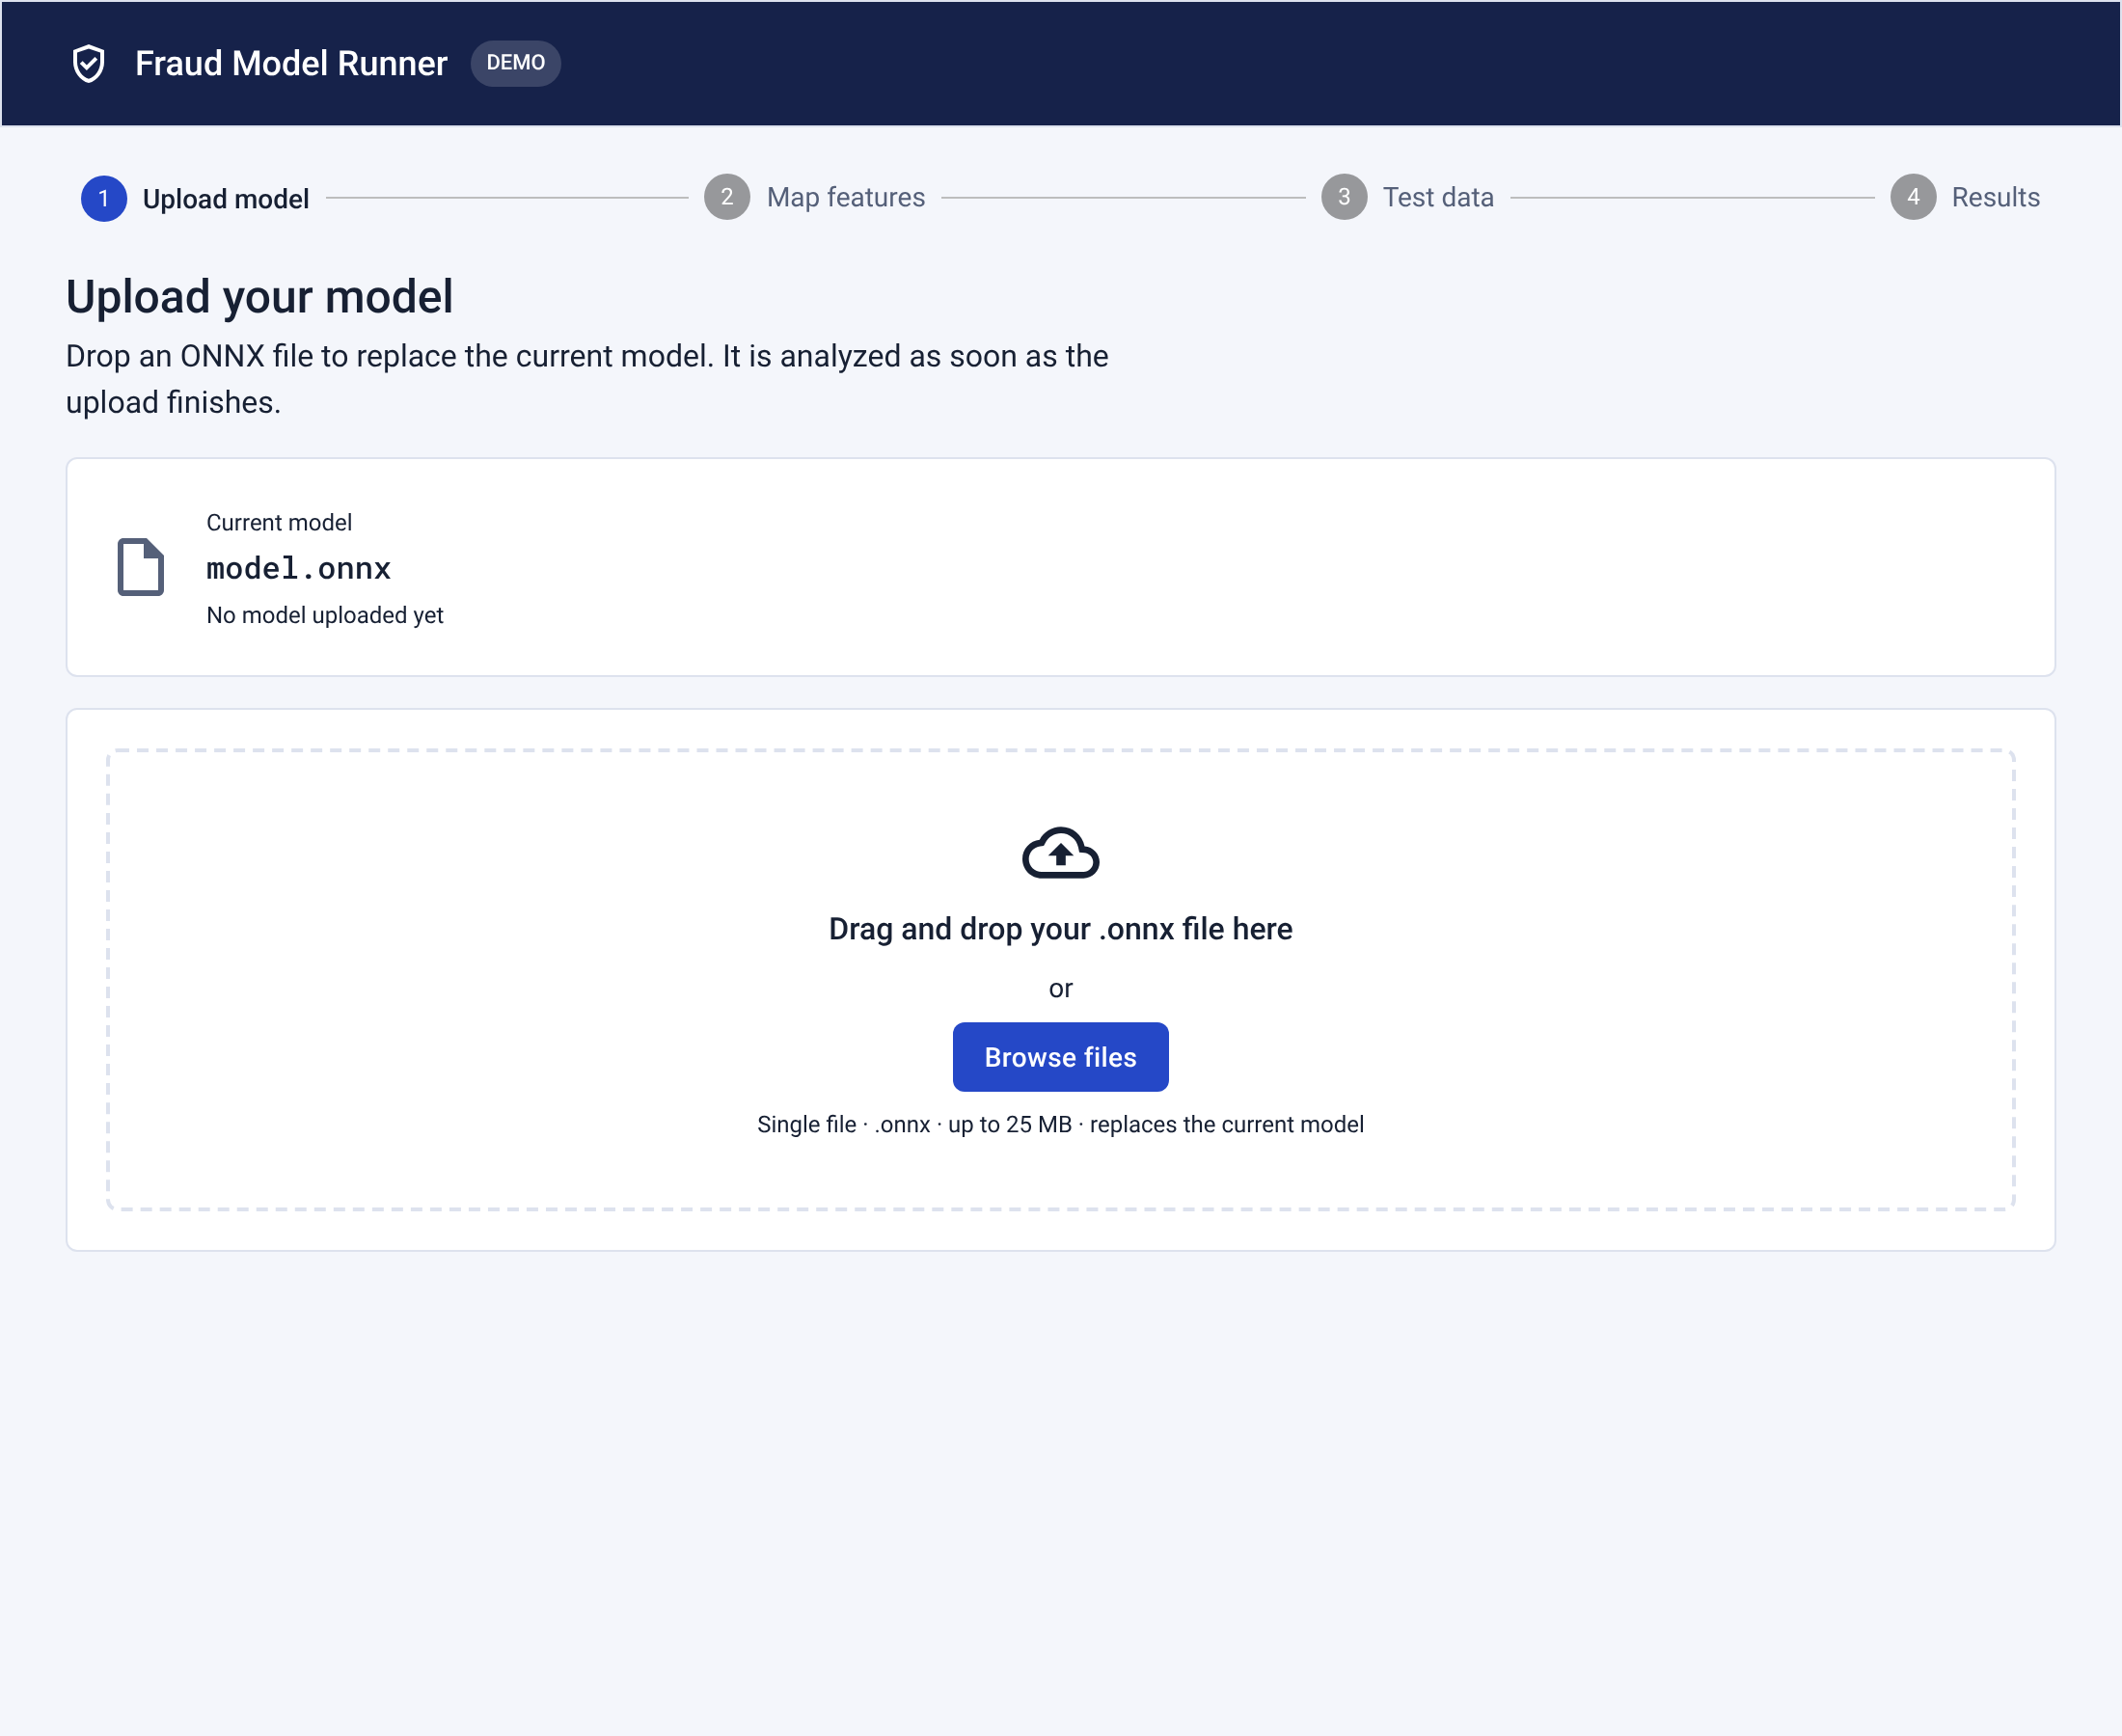 Fraud Model Runner DEMO
1 Upload model 2 Map features 3 Test data 4 Results
Upload your model
Drop an ONNX file to replace the current model. It is analyzed as soon as the
upload finishes.
Current model
model.onnx
No model uploaded yet
Drag and drop your .onnx file here
or
Browse files
Single file · .onnx · up to 25 MB · replaces the current model